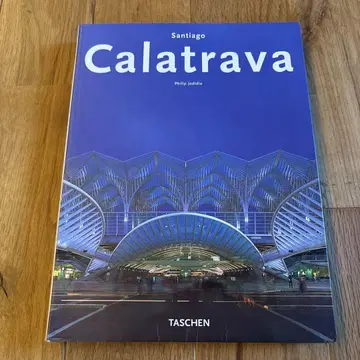 Santiago
Calatrava
Philip Jodidio
TASCHEN